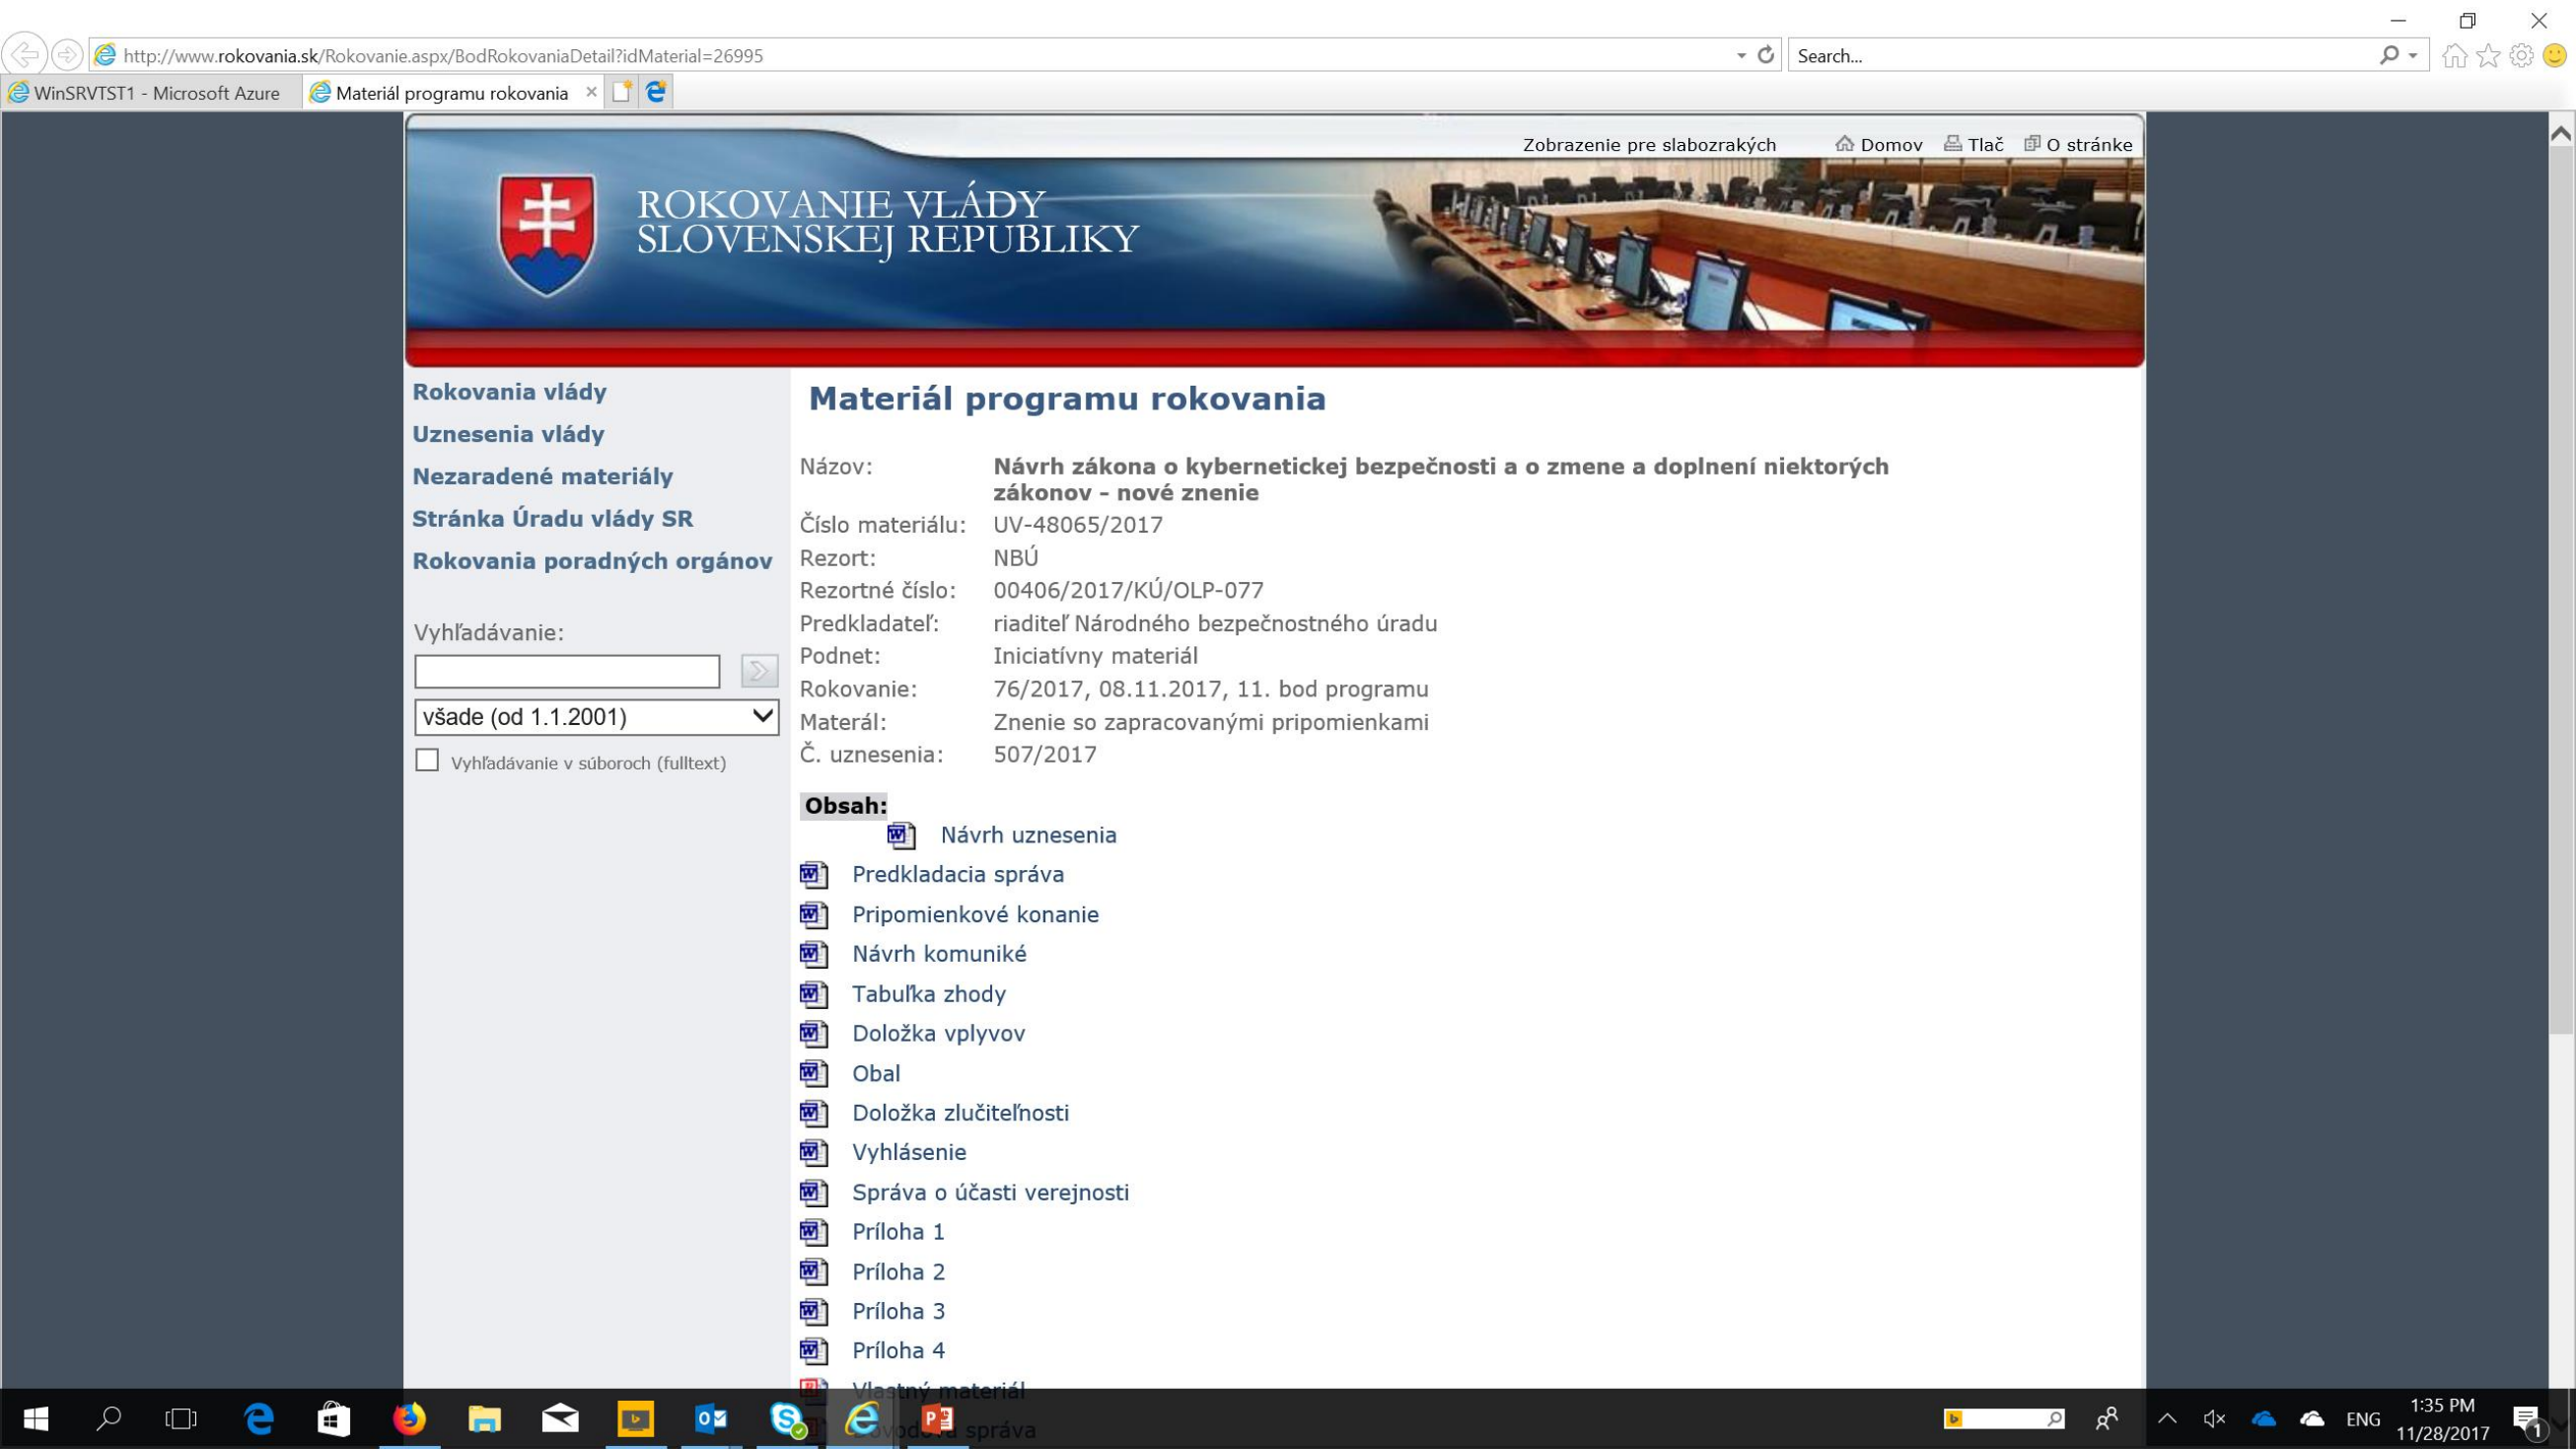 http://www.rokovania.sk/Rokovanie.aspx/BodRokovaniaDetail?idMaterial=26995
Search...
WinSRVTST1 - Microsoft Azure
Materiál programu rokovania
Zobrazenie pre slabozrakých
Domov
Tlač
O stránke
ROKOVANIE VLÁDY
SLOVENSKEJ REPUBLIKY
Rokovania vlády
Uznesenia vlády
Nezaradené materiály
Stránka Úradu vlády SR
Rokovania poradných orgánov
Vyhľadávanie:
všade (od 1.1.2001)
Vyhľadávanie v súboroch (fulltext)
Materiál programu rokovania
Názov: Návrh zákona o kybernetickej bezpečnosti a o zmene a doplnení niektorých
zákonov - nové znenie
Číslo materiálu: UV-48065/2017
Rezort: NBÚ
Rezortné číslo: 00406/2017/KÚ/OLP-077
Predkladateľ: riaditeľ Národného bezpečnostného úradu
Podnet: Iniciatívny materiál
Rokovanie: 76/2017, 08.11.2017, 11. bod programu
Materál: Znenie so zapracovanými pripomienkami
Č. uznesenia: 507/2017
Obsah:
Návrh uznesenia
Predkladacia správa
Pripomienkové konanie
Návrh komuniké
Tabuľka zhody
Doložka vplyvov
Obal
Doložka zlučiteľnosti
Vyhlásenie
Správa o účasti verejnosti
Príloha 1
Príloha 2
Príloha 3
Príloha 4
Vlastný materiál
Dôvodová správa
ENG
1:35 PM
11/28/2017
1